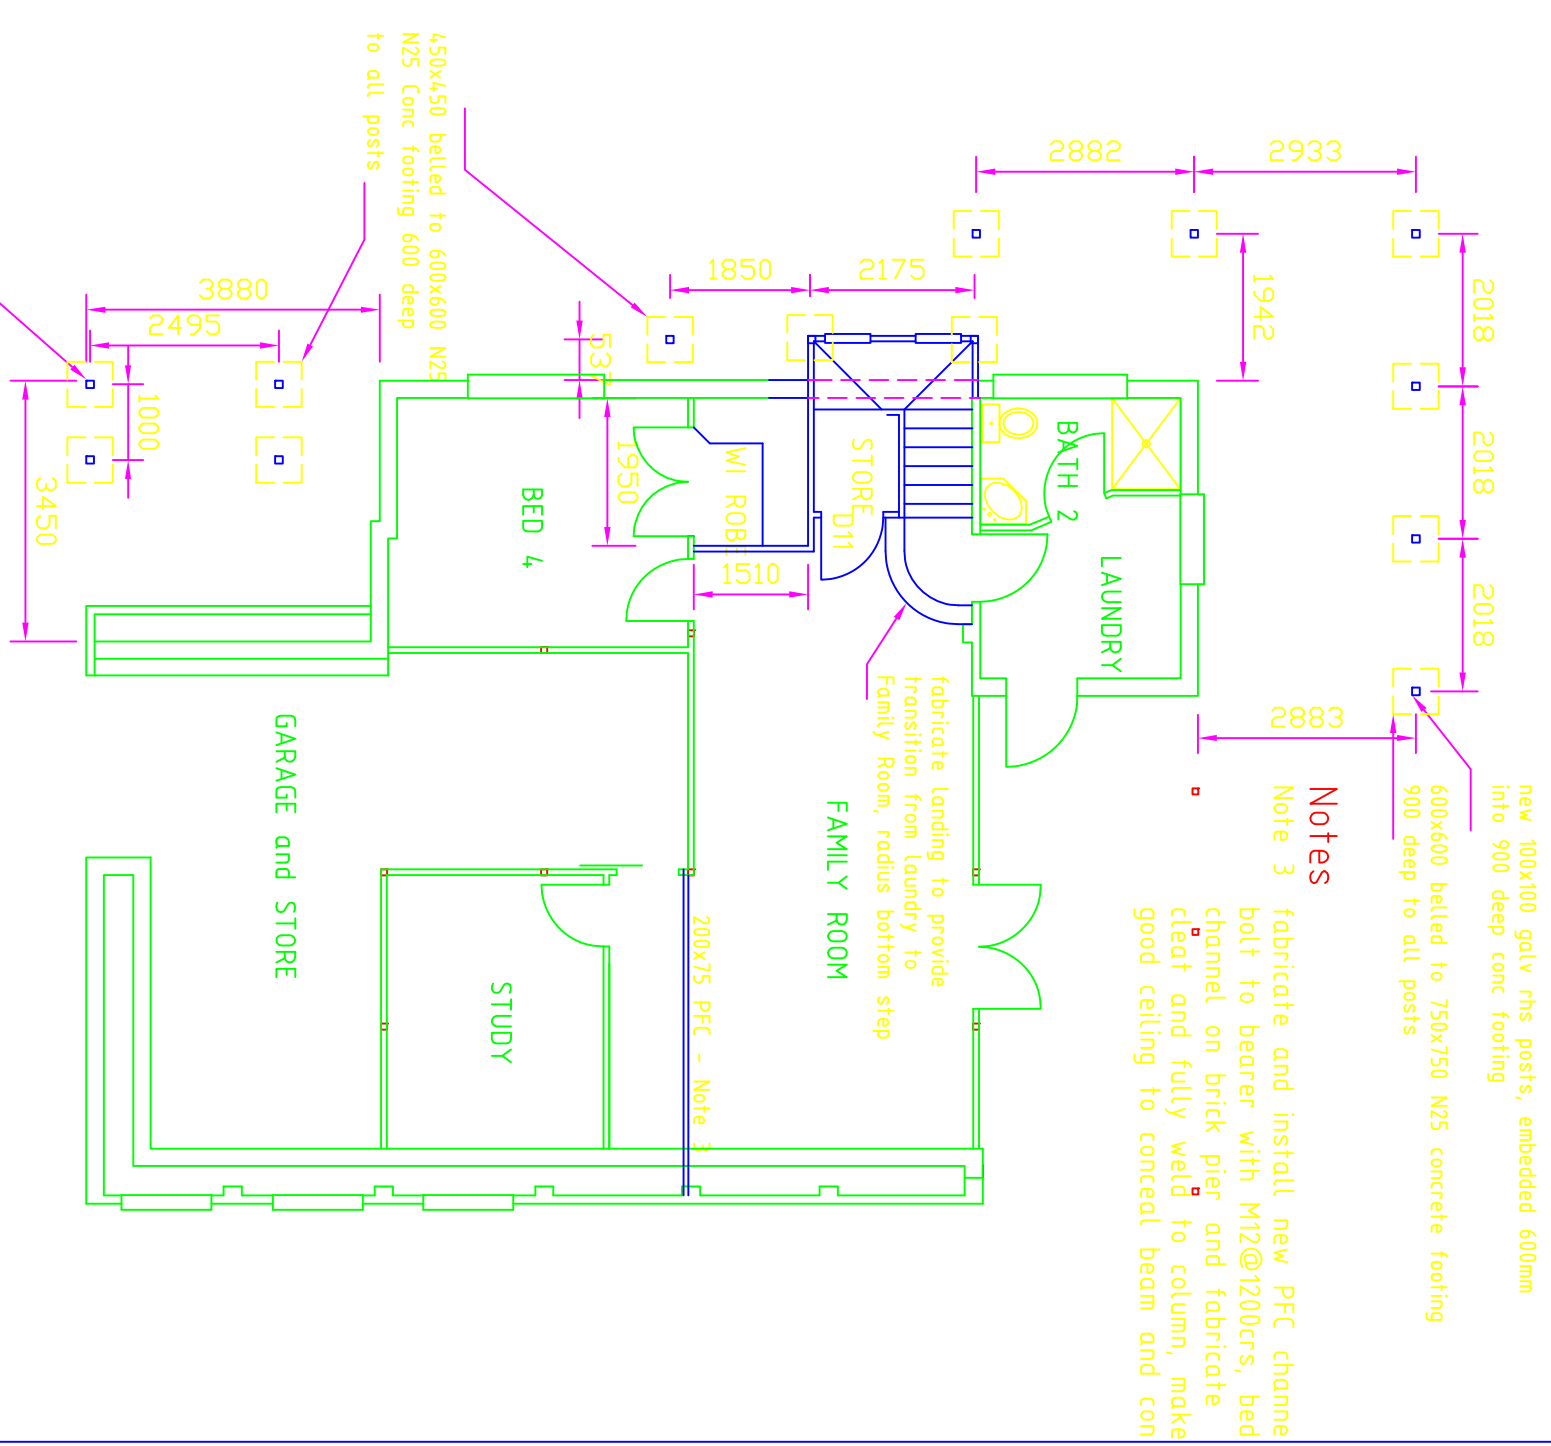 new 100x100 galv rhs posts, embedded 600mm
into 900 deep conc footing
600x600 belled to 750x750 N25 concrete footing
900 deep to all posts
2018
2018
2018
2933
2882
1942
2883
Notes
Note 3 fabricate and install new PFC channe
bolt to bearer with M12@1200crs, bed
channel on brick pier and fabricate
cleat and fully weld to column, make
good ceiling to conceal beam and con
LAUNDRY
BATH 2
fabricate landing to provide
transition from laundry to
Family Room, radius bottom step
2175
1850
STORE
D11
FAMILY ROOM
WI ROBE
1510
200x75 PFC - Note 3
1950
BED 4
STUDY
450x450 belled to 600x600 N25
N25 Conc footing 600 deep
to all posts
3880
2495
GARAGE and STORE
1000
3450